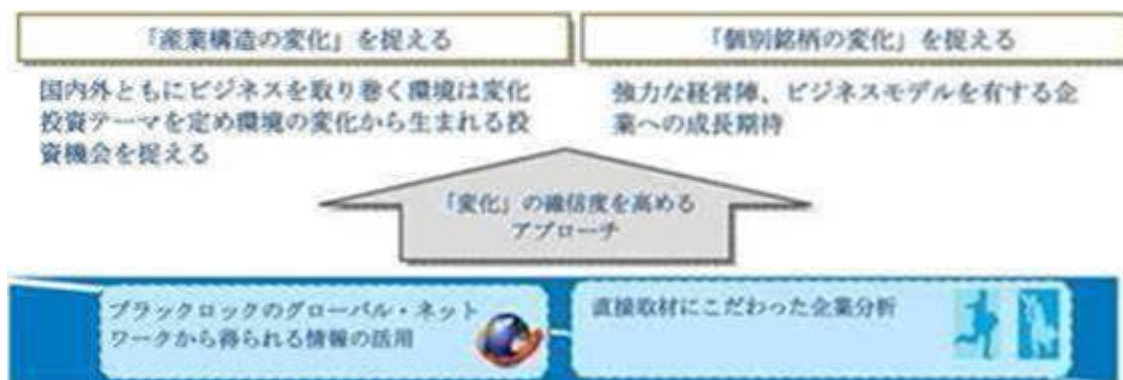 「産業構造の変化」を捉える
「個別銘柄の変化」を捉える
国内外ともにビジネスを取り巻く環境は変化
投資テーマを定め環境の変化から生まれる投
資機会を捉える
強力な経営陣、ビジネスモデルを有する企
業への成長期待
「変化」の確信度を高める
アプローチ
ブラックロックのグローバル・ネット
ワークから得られる情報の活用
直接取材にこだわった企業分析